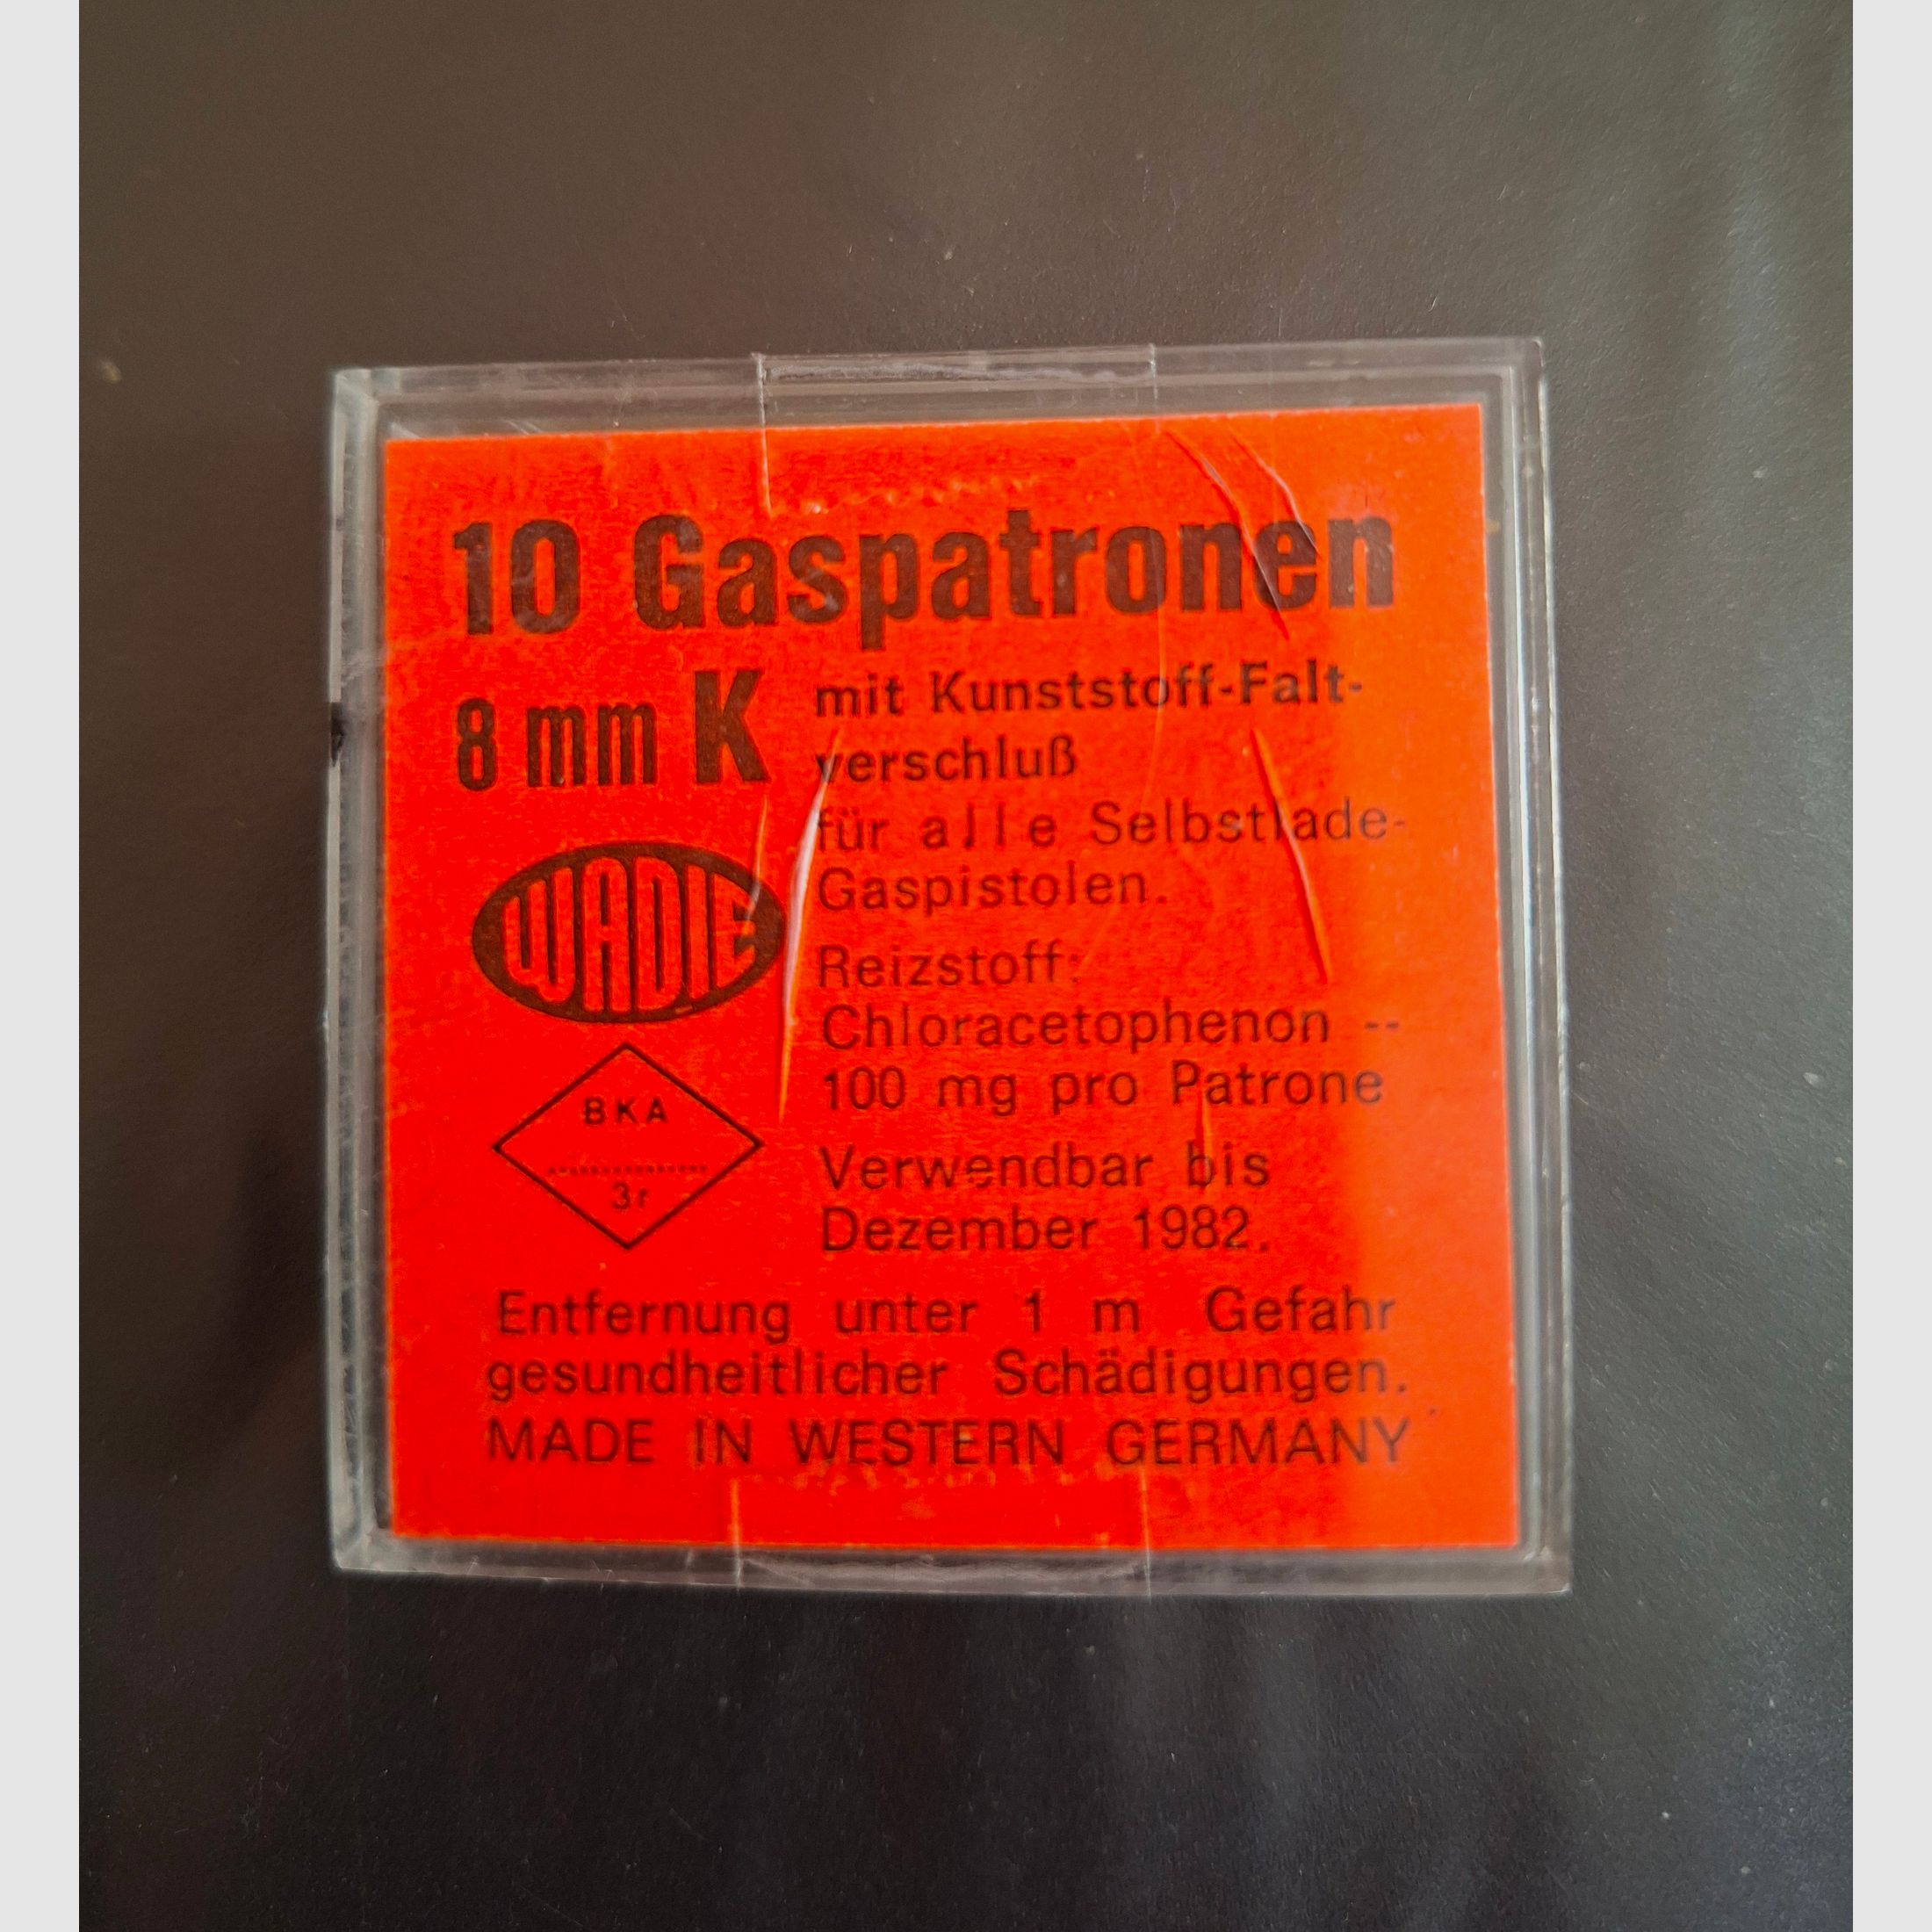 10 Gaspatronen
8 mm K
mit Kunststoff-Falt-
verschluß
für alle Selbstlade-
Gaspistolen.
WADIE
Reizstoff:
Chloracetophenon --
100 mg pro Patrone
BKA
3r
Verwendbar bis
Dezember 1982.
Entfernung unter 1 m Gefahr
gesundheitlicher Schädigungen.
MADE IN WESTERN GERMANY